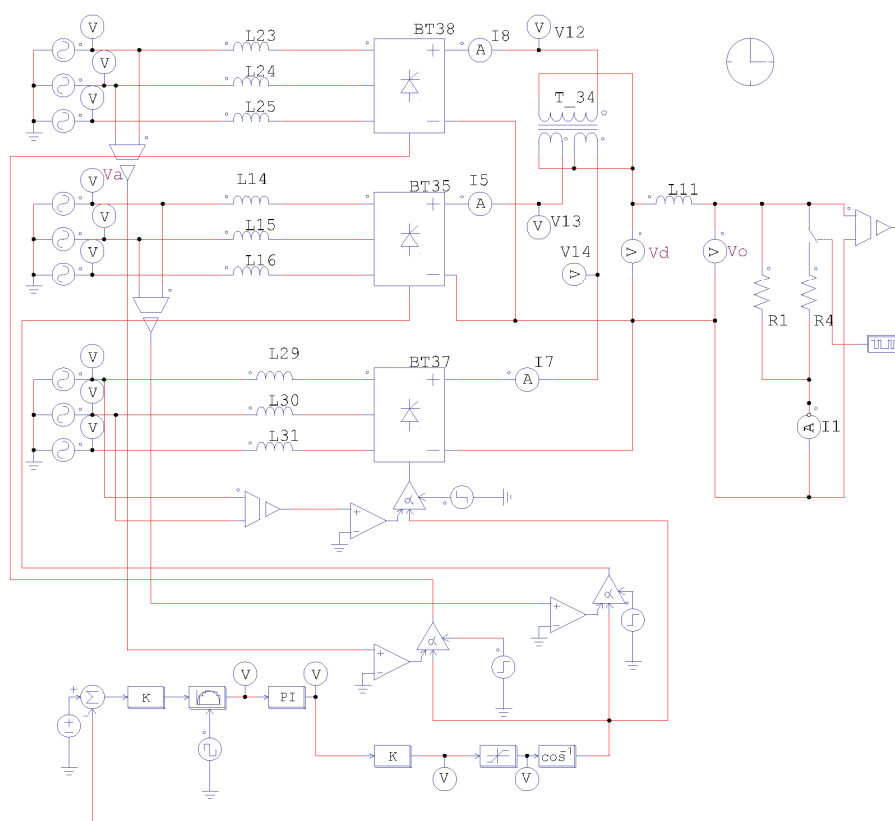 V
BT38
I8
V
V12
L23
A
V
L24
T_34
V
L25
Va
V
L14
BT35
I5
L11
V
L15
A
V13
V
V
L16
V14
V
V
Vd
V
Vo
V
R1
R4
L29
BT37
I7
V
L30
A
V
L31
A
I1
α
α
α
V
V
Σ
K
PI
K
cos⁻¹
V
V